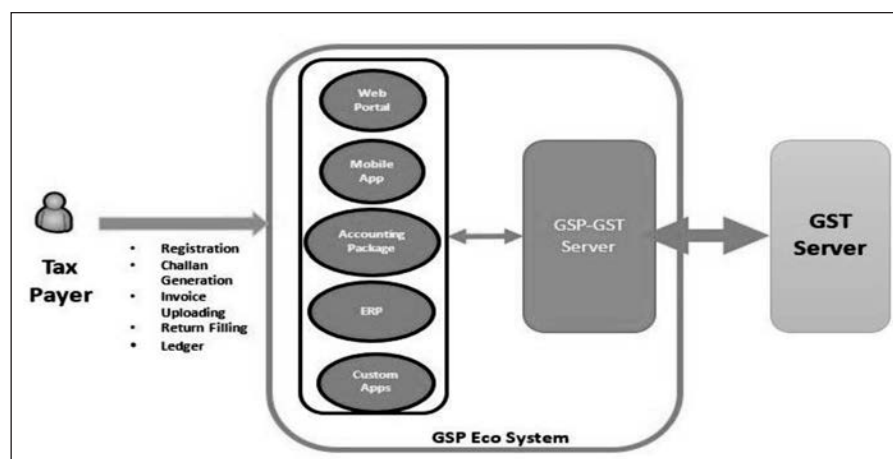 Web
Portal
Mobile
App
Accounting
Package
ERP
Custom
Apps
GSP-GST
Server
GST
Server
Tax
Payer
• Registration
• Challan
Generation
• Invoice
Uploading
• Return Filling
• Ledger
GSP Eco System